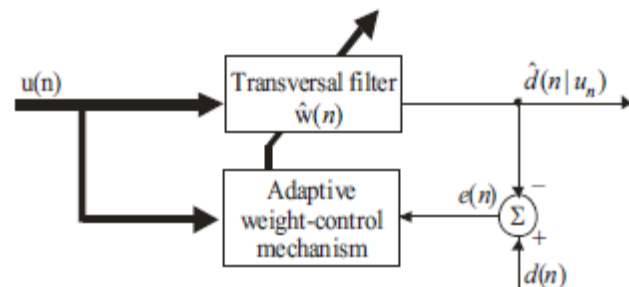 u(n)
Transversal filter
ŵ(n)
d̂(n|uₙ)
Adaptive
weight-control
mechanism
e(n)
−
Σ
+
d(n)